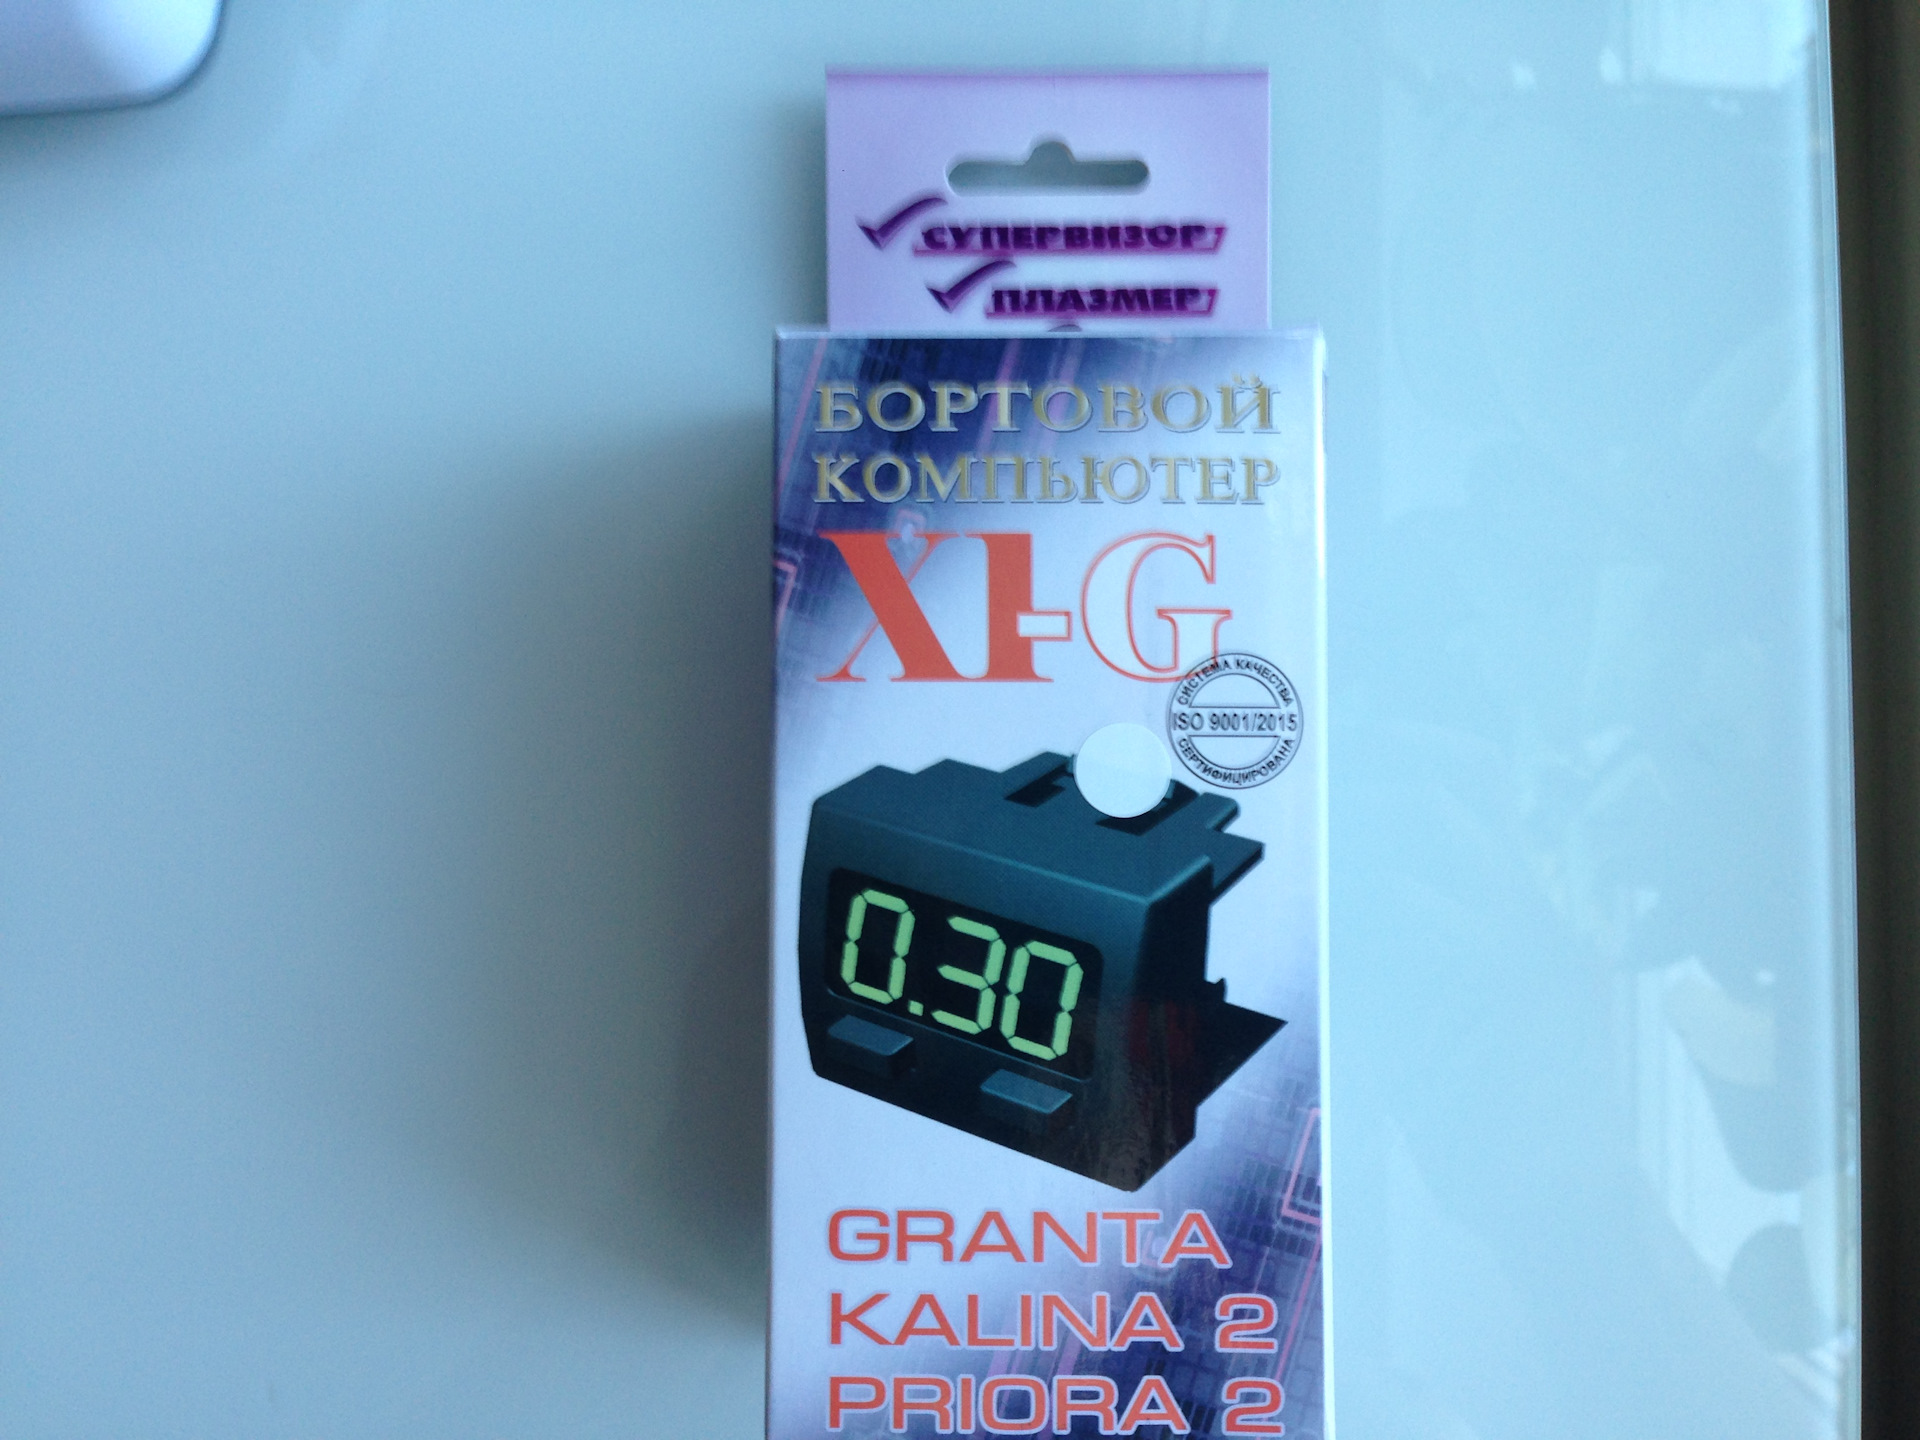 СУПЕРВИЗОР
ПЛАЗМЕР
БОРТОВОЙ
КОМПЬЮТЕР
X1-G
СИСТЕМА КАЧЕСТВА
ISO 9001/2015
СЕРТИФИЦИРОВАНА
0.30
GRANTA
KALINA 2
PRIORA 2